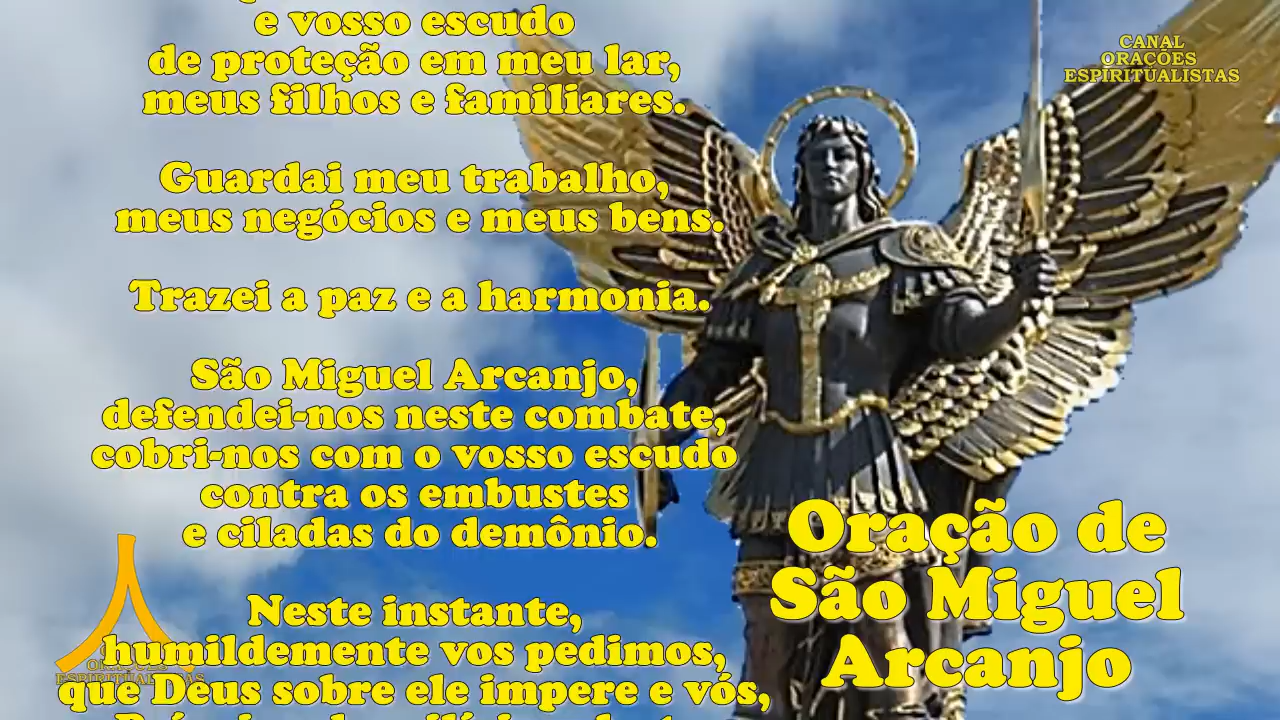 e vosso escudo
de proteção em meu lar,
meus filhos e familiares.
Guardai meu trabalho,
meus negócios e meus bens.
Trazei a paz e a harmonia.
São Miguel Arcanjo,
defendei-nos neste combate,
cobri-nos com o vosso escudo
contra os embustes
e ciladas do demônio.
Neste instante,
humildemente vos pedimos,
que Deus sobre ele impere e vós,
CANAL
ORAÇÕES
ESPIRITUALISTAS
Oração de
São Miguel
Arcanjo
ORAÇÕES
ESPIRITUALISTAS